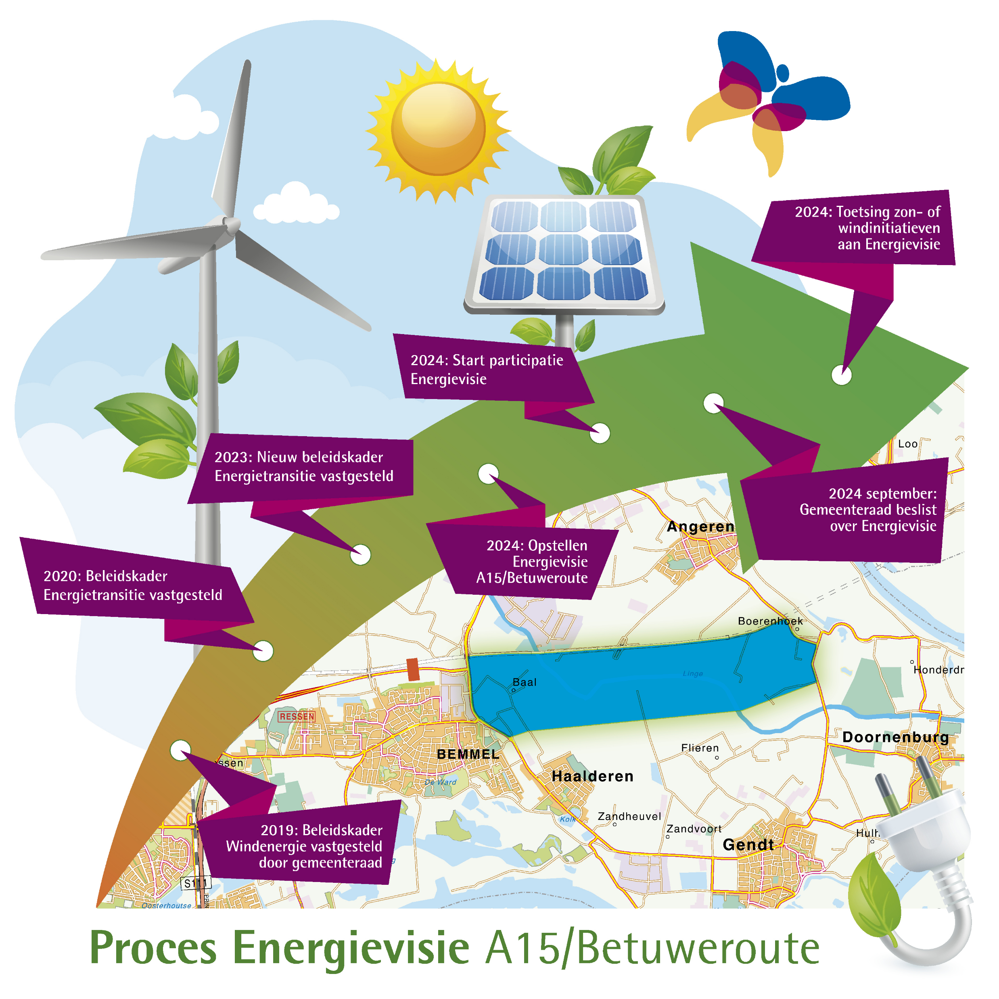 2024: Toetsing zon- of
windinitiatieven
aan Energievisie
2024: Start participatie
Energievisie
2023: Nieuw beleidskader
Energietransitie vastgesteld
2024 september:
Gemeenteraad beslist
over Energievisie
2024: Opstellen
Energievisie
A15/Betuweroute
2020: Beleidskader
Energietransitie vastgesteld
2019: Beleidskader
Windenergie vastgesteld
door gemeenteraad
Loo
Angeren
Boerenhoek
Honderdr
Baal
Linge
RESSEN
Doornenburg
Flieren
BEMMEL
ssen
Haalderen
De Ward
Kolk
Zandheuvel
Zandvoort
Gendt
S111
PRIN
Oosterhoutse
Proces Energievisie A15/Betuweroute